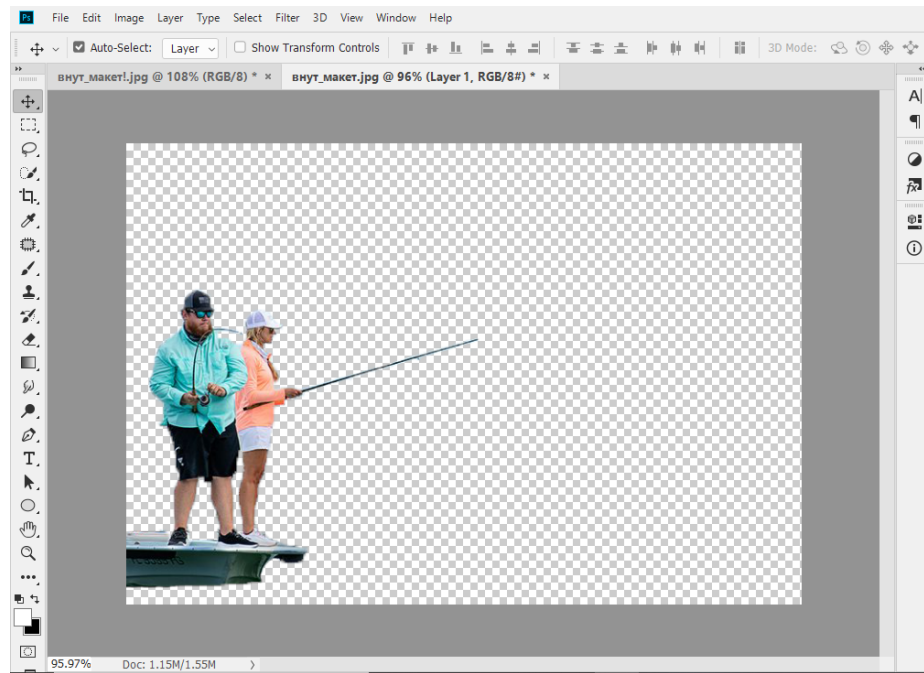 Ps File Edit Image Layer Type Select Filter 3D View Window Help
Auto-Select: Layer Show Transform Controls 3D Mode:
внут_макет!.jpg @ 108% (RGB/8) * × внут_макет.jpg @ 96% (Layer 1, RGB/8#) * ×
95.97% Doc: 1.15M/1.55M